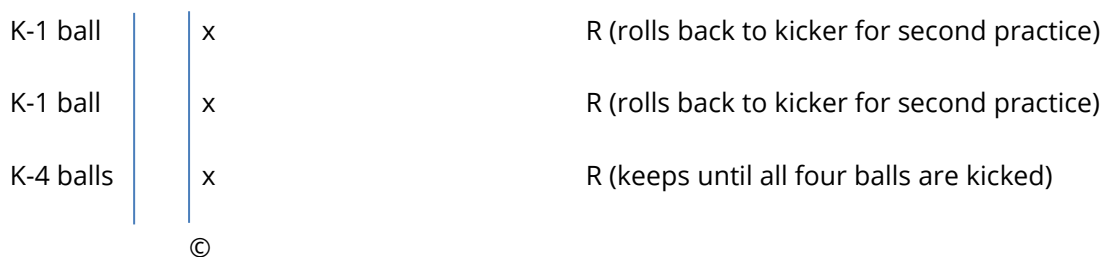 K-1 ball x R (rolls back to kicker for second practice)
K-1 ball x R (rolls back to kicker for second practice)
K-4 balls x R (keeps until all four balls are kicked)
©